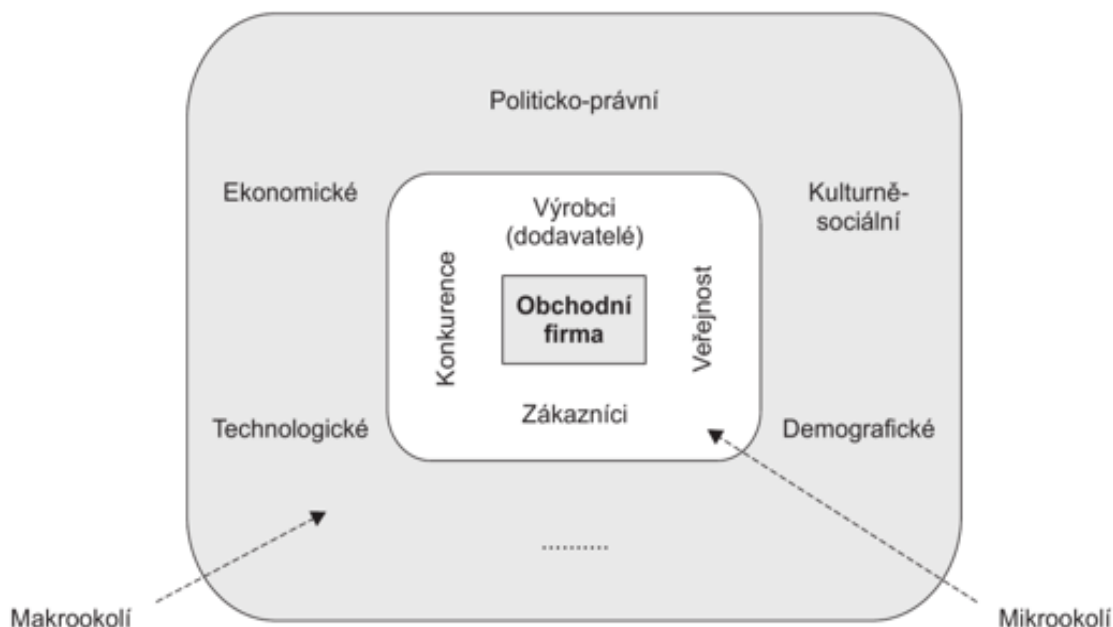 Politicko-právní
Ekonomické
Kulturně-
sociální
Výrobci
(dodavatelé)
Konkurence
Obchodní
firma
Veřejnost
Zákazníci
Technologické
Demografické
..........
Makrookolí
Mikrookolí